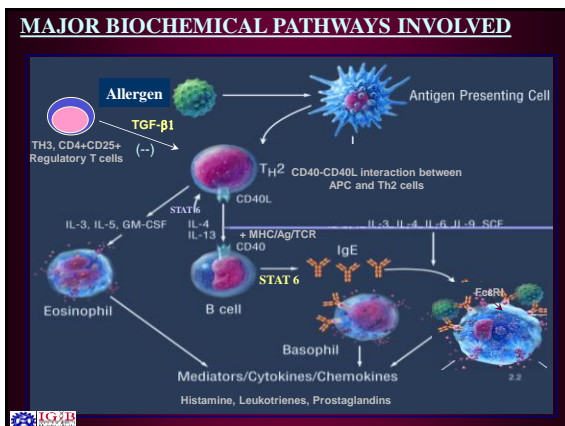 MAJOR BIOCHEMICAL PATHWAYS INVOLVED
Allergen
Antigen Presenting Cell
TGF-β1
(--)
TH3, CD4+CD25+
Regulatory T cells
TH2
CD40-CD40L interaction between
APC and Th2 cells
CD40L
STAT 6
IL-3, IL-5, GM-CSF
IL-4
IL-13
+ MHC/Ag/TCR
CD40
IL-3, IL-4, IL-6, IL-9, SCF
IgE
STAT 6
FcεRI
Eosinophil
B cell
Basophil
Mediators/Cytokines/Chemokines
2.2
Histamine, Leukotrienes, Prostaglandins
IGIB